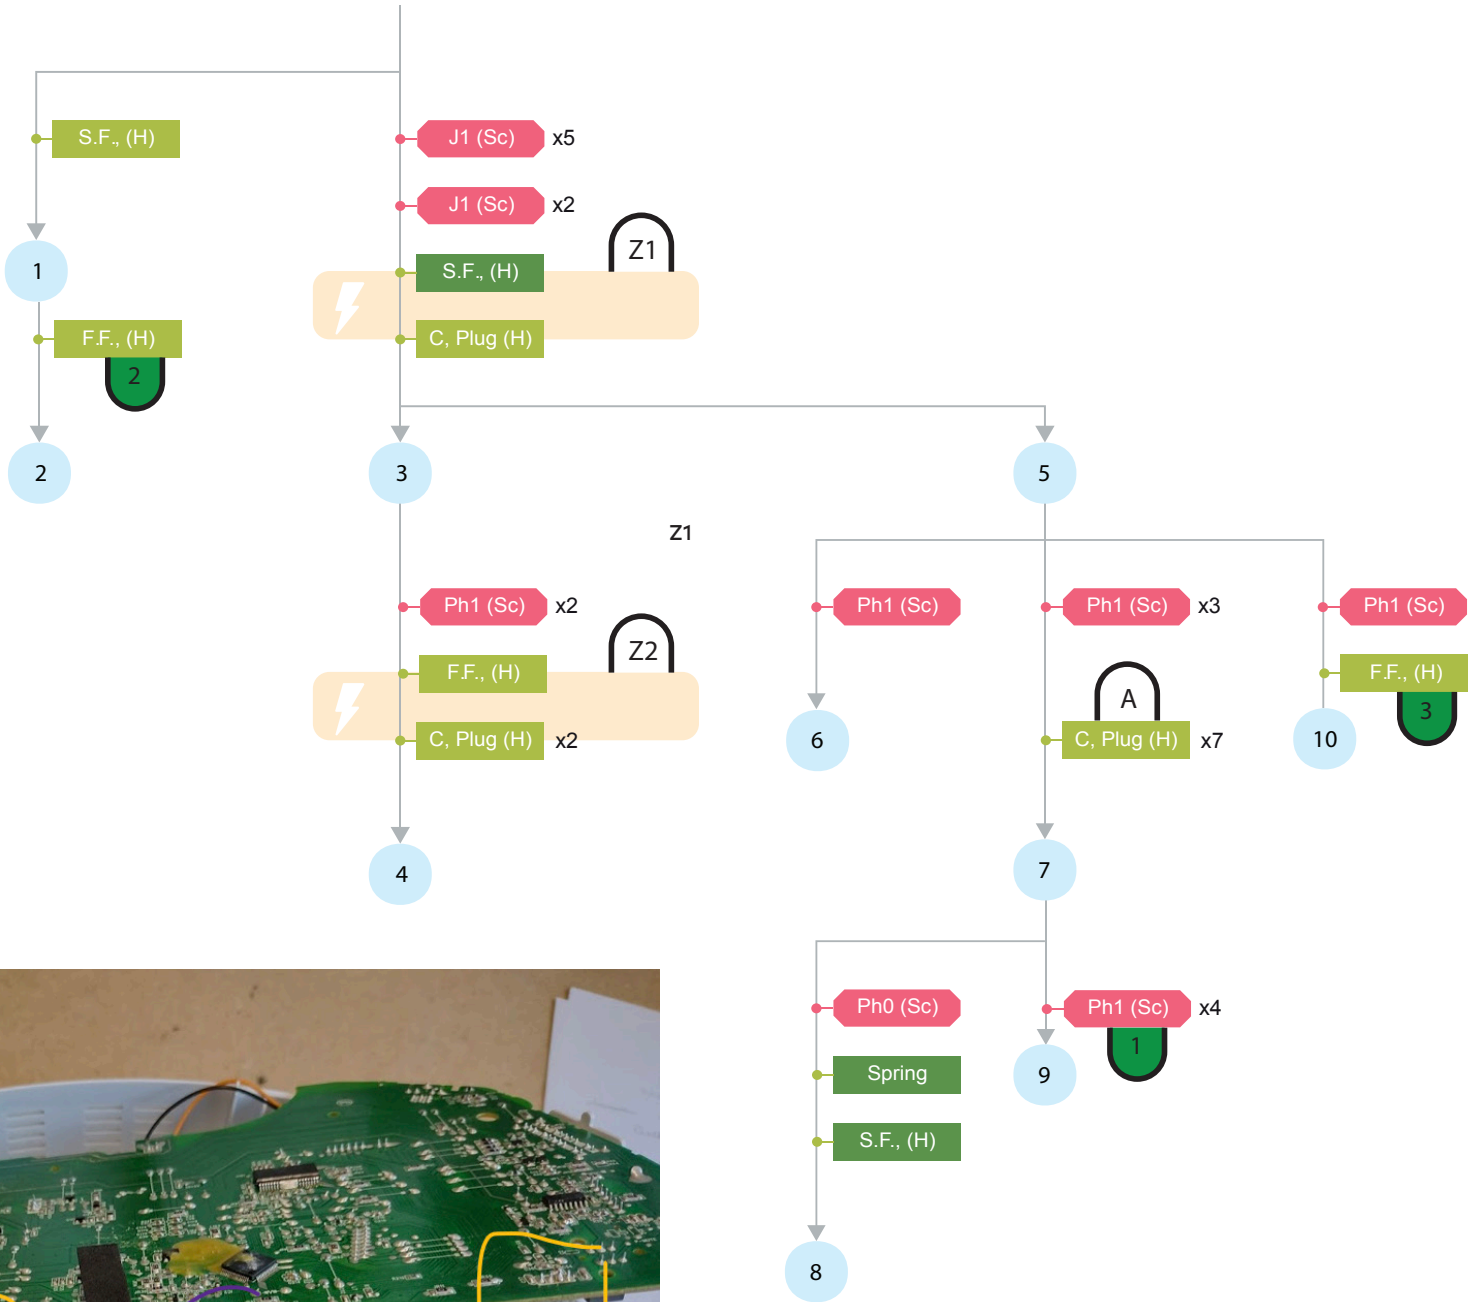 S.F., (H)
J1 (Sc) x5
J1 (Sc) x2
Z1
1
S.F., (H)
F.F., (H)
C, Plug (H)
2
2
3
5
Z1
Ph1 (Sc) x2
Ph1 (Sc)
Ph1 (Sc) x3
Ph1 (Sc)
Z2
F.F., (H)
A
F.F., (H)
3
C, Plug (H) x2
6
C, Plug (H) x7
10
4
7
Ph0 (Sc)
Ph1 (Sc) x4
1
Spring
9
S.F., (H)
8